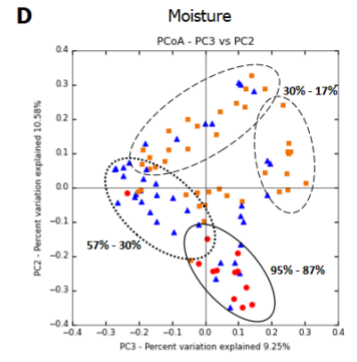 D
Moisture
PCoA - PC3 vs PC2
PC2 - Percent variation explained 10.58%
0.4
0.3
0.2
0.1
0.0
−0.1
−0.2
−0.3
−0.4
30% - 17%
57% - 30%
95% - 87%
−0.4 −0.3 −0.2 −0.1 0.0 0.1 0.2 0.3 0.4
PC3 - Percent variation explained 9.25%